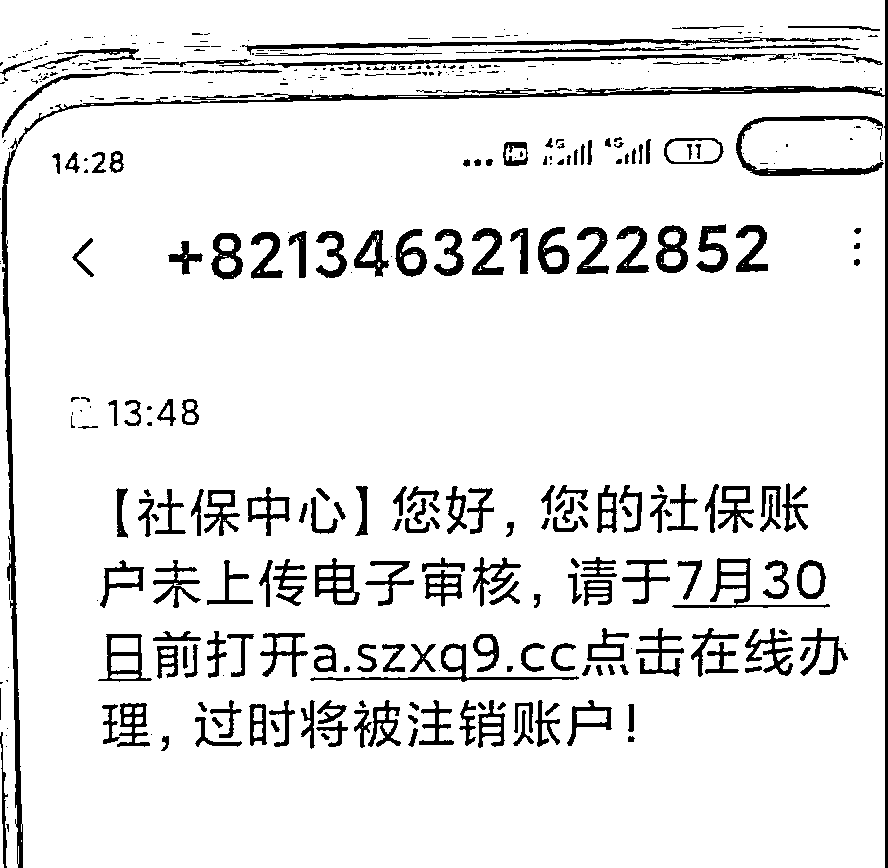 14:28
... HD 4G 4G 11
+821346321622852
13:48
【社保中心】您好，您的社保账
户未上传电子审核，请于7月30
日前打开a.szxq9.cc点击在线办
理，过时将被注销账户！